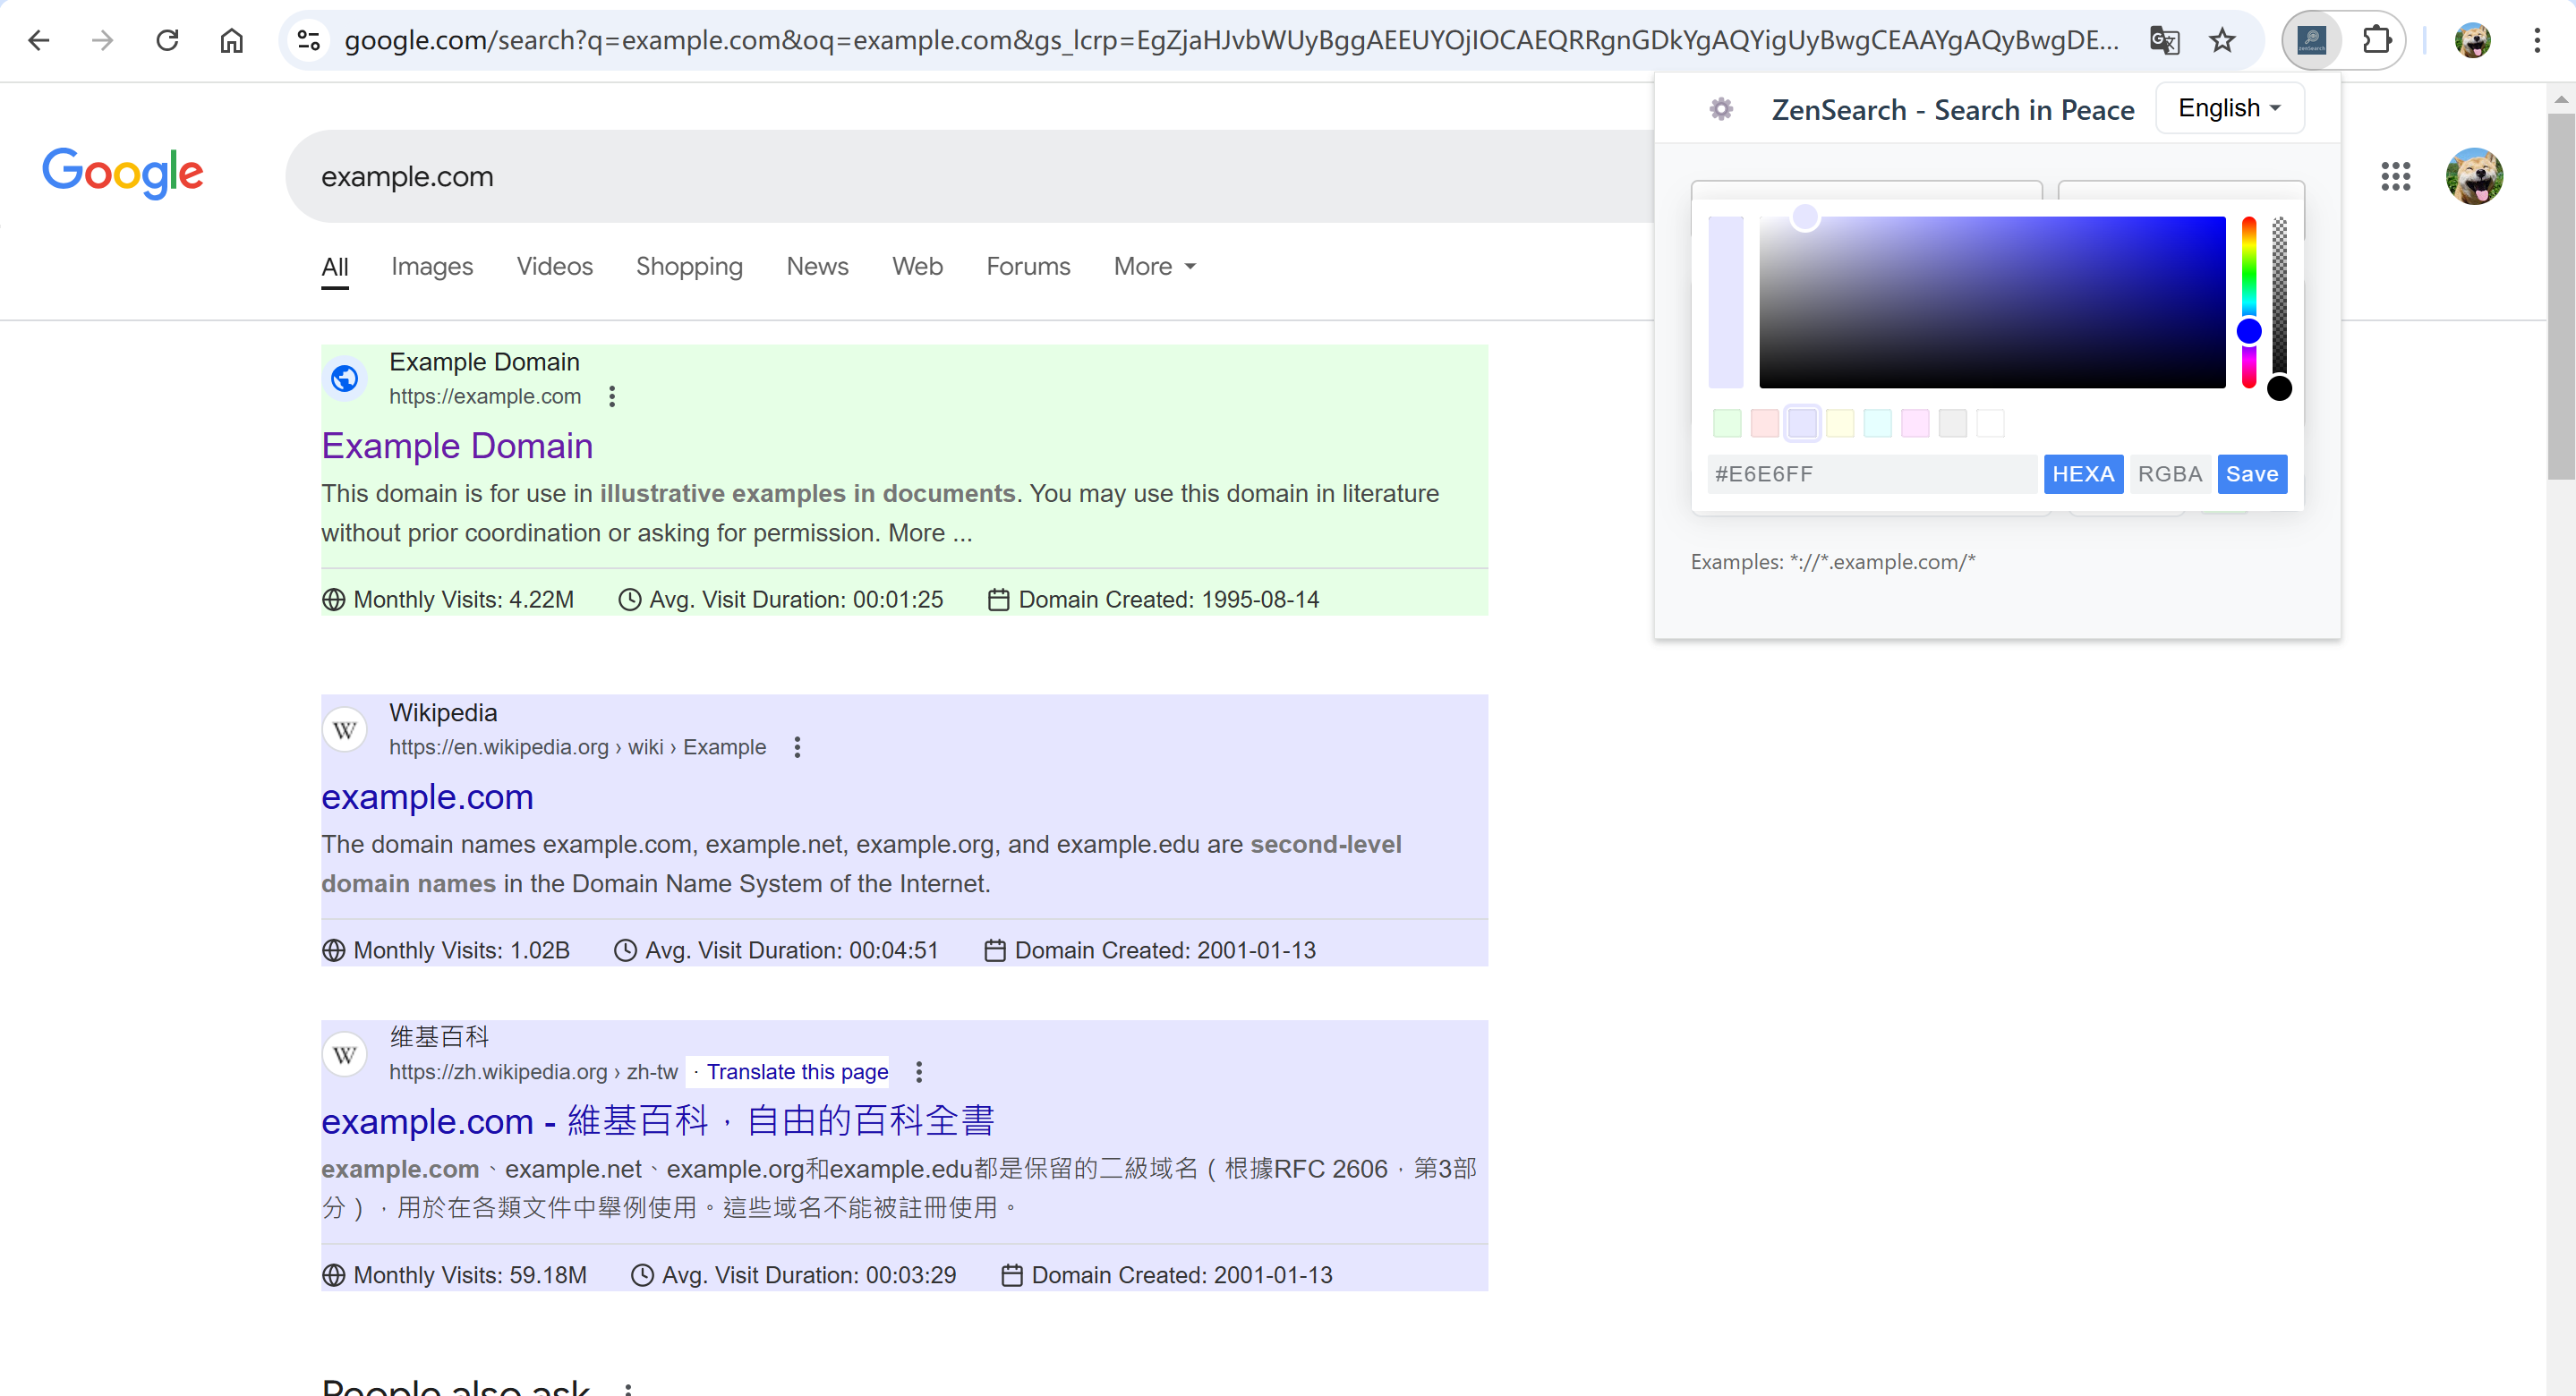 google.com/search?q=example.com&oq=example.com&gs_lcrp=EgZjaHJvbWUyBggAEEUYOjIOCAEQRRgnGDkYgAQYigUyBwgCEAAYgAQyBwgDE...
ZenSearch - Search in Peace
English
Google
example.com
All
Images
Videos
Shopping
News
Web
Forums
More
#E6E6FF
HEXA
RGBA
Save
Examples: *://*.example.com/*
Example Domain
https://example.com
Example Domain
This domain is for use in illustrative examples in documents. You may use this domain in literature
without prior coordination or asking for permission. More ...
Monthly Visits: 4.22M
Avg. Visit Duration: 00:01:25
Domain Created: 1995-08-14
W
Wikipedia
https://en.wikipedia.org › wiki › Example
example.com
The domain names example.com, example.net, example.org, and example.edu are second-level
domain names in the Domain Name System of the Internet.
Monthly Visits: 1.02B
Avg. Visit Duration: 00:04:51
Domain Created: 2001-01-13
W
维基百科
https://zh.wikipedia.org › zh-tw · Translate this page
example.com - 維基百科，自由的百科全書
example.com、example.net、example.org和example.edu都是保留的二級域名（根據RFC 2606，第3部
分），用於在各類文件中舉例使用。這些域名不能被註冊使用。
Monthly Visits: 59.18M
Avg. Visit Duration: 00:03:29
Domain Created: 2001-01-13
People also ask